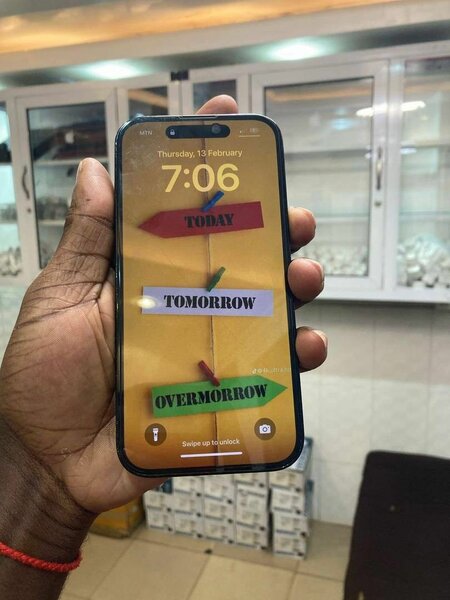 MTN
Thursday, 13 February
7:06
TODAY
TOMORROW
OVERMORROW
Swipe up to unlock